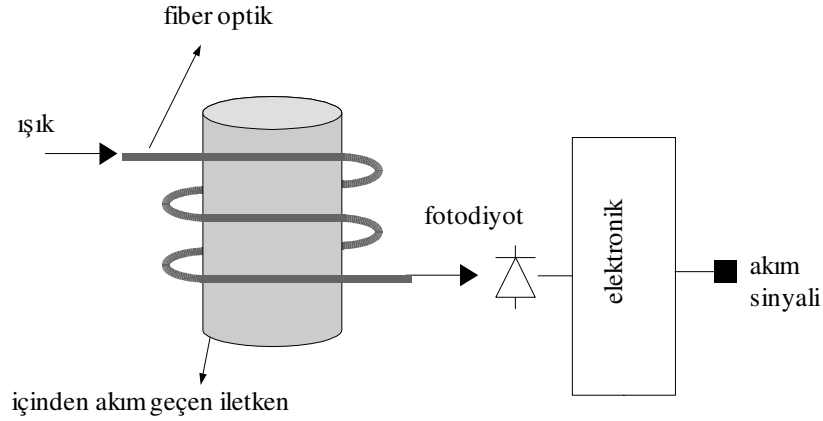 fiber optik
ışık
fotodiyot
elektronik
akım
sinyali
içinden akım geçen iletken